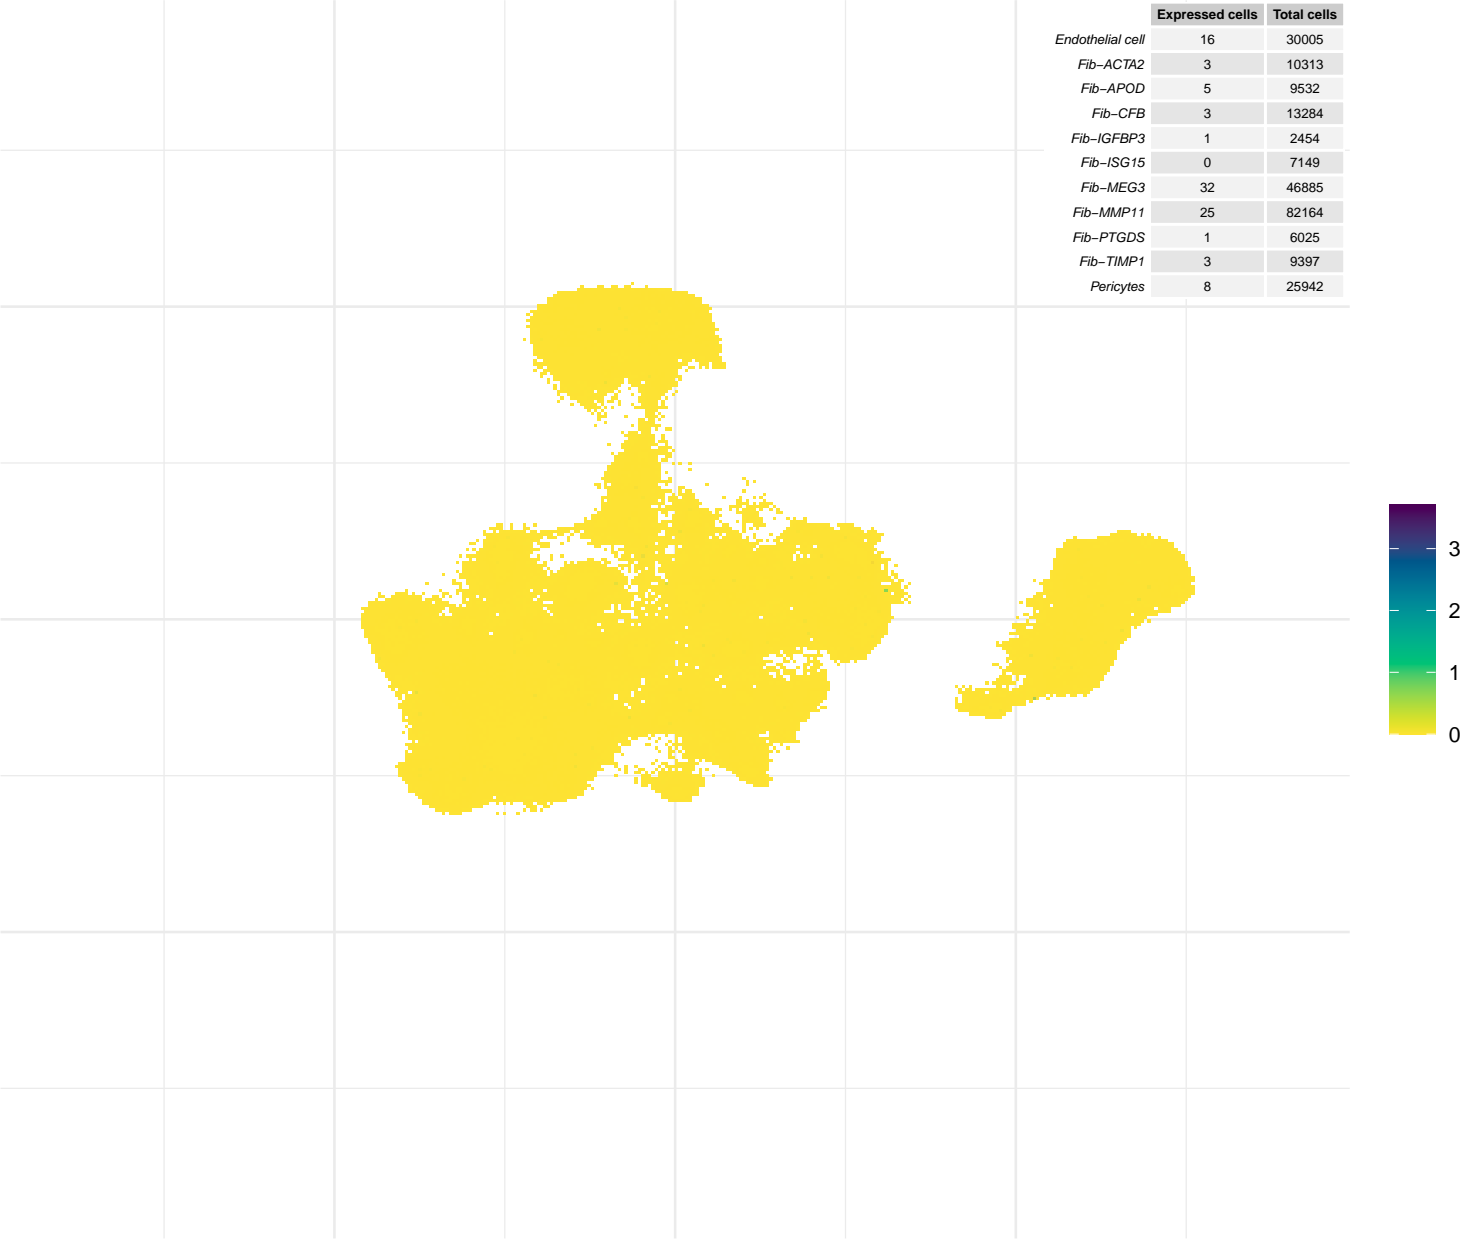 Expressed cells Total cells
Endothelial cell 16 30005
Fib−ACTA2 3 10313
Fib−APOD 5 9532
Fib−CFB 3 13284
Fib−IGFBP3 1 2454
Fib−ISG15 0 7149
Fib−MEG3 32 46885
Fib−MMP11 25 82164
Fib−PTGDS 1 6025
Fib−TIMP1 3 9397
Pericytes 8 25942
3
2
1
0